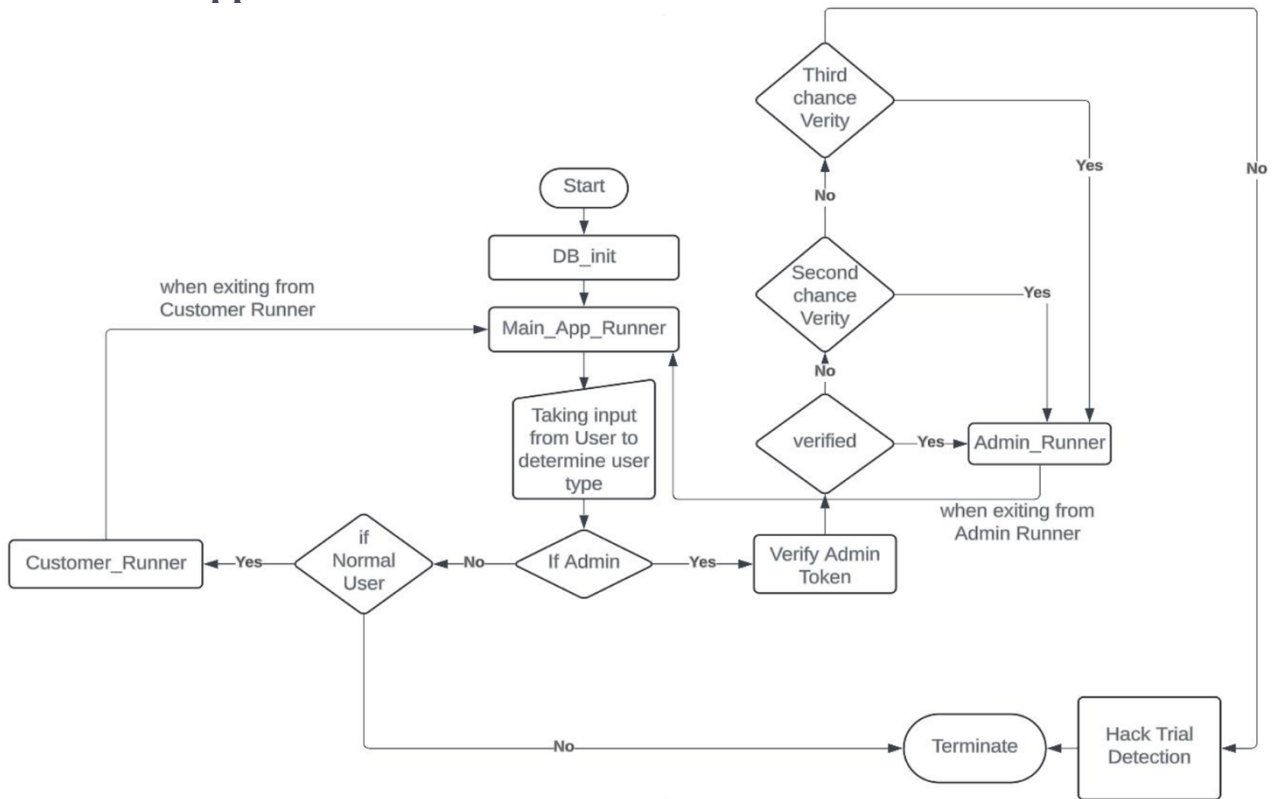 Third
chance
Verity
Yes
No
No
Start
DB_init
Second
chance
Verity
Yes
when exiting from
Customer Runner
Main_App_Runner
No
Taking input
from User to
determine user
type
verified
Yes
Admin_Runner
when exiting from
Admin Runner
if
Normal
User
Customer_Runner
Yes
No
If Admin
Yes
Verify Admin
Token
No
Terminate
Hack Trial
Detection